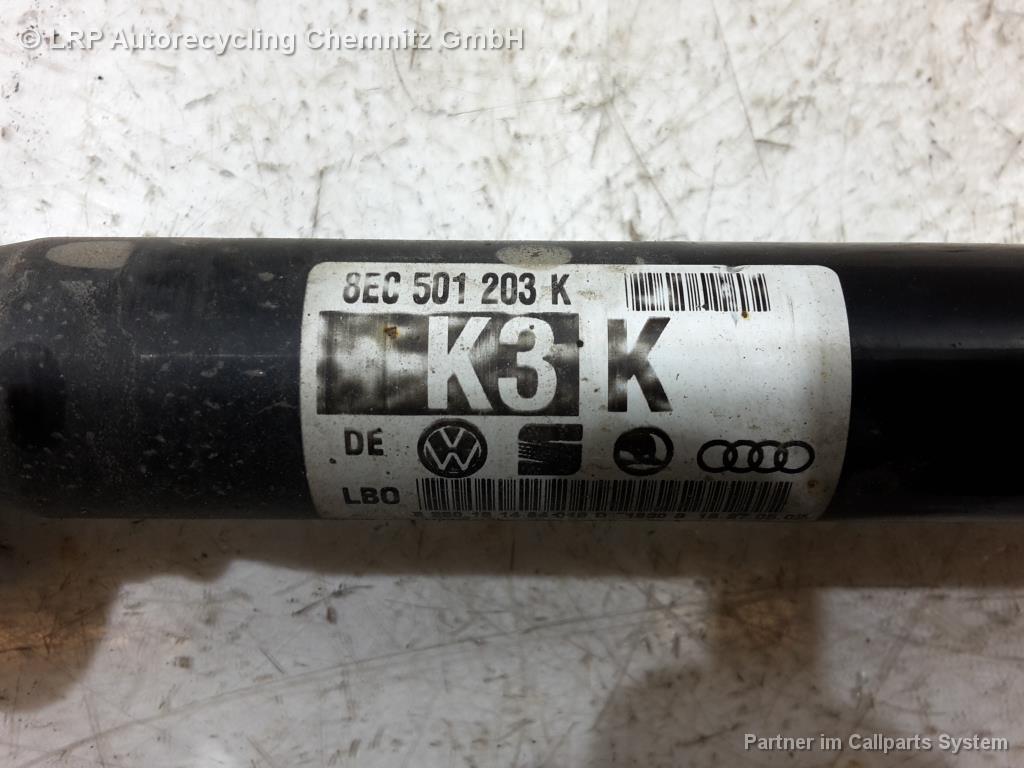 © LRP Autorecycling Chemnitz GmbH
8EC 501 203 K
K3 K
DE
LBO
Partner im Callparts System